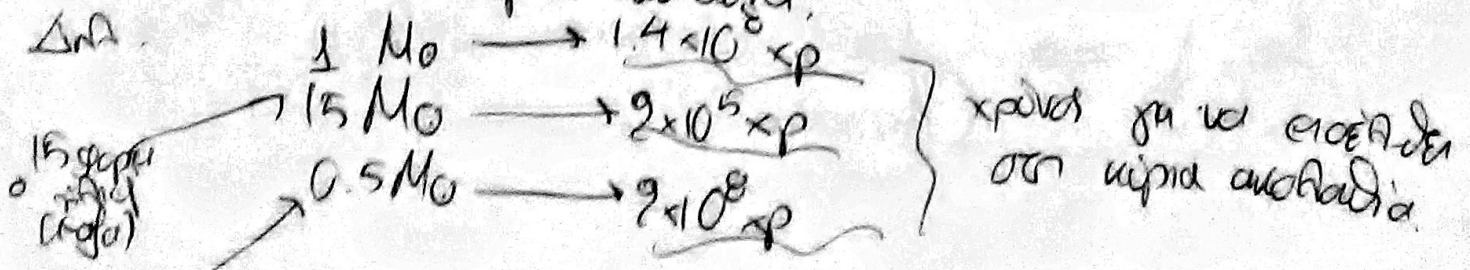 Δηλ.
1 M⊙ → 1.4×10⁸ χρ
15 M⊙ → 2×10⁵ χρ
0.5 M⊙ → 2×10⁸ χρ
χρόνος για να εισέλθει
στη κύρια ακολουθία.
15 φορές
ο